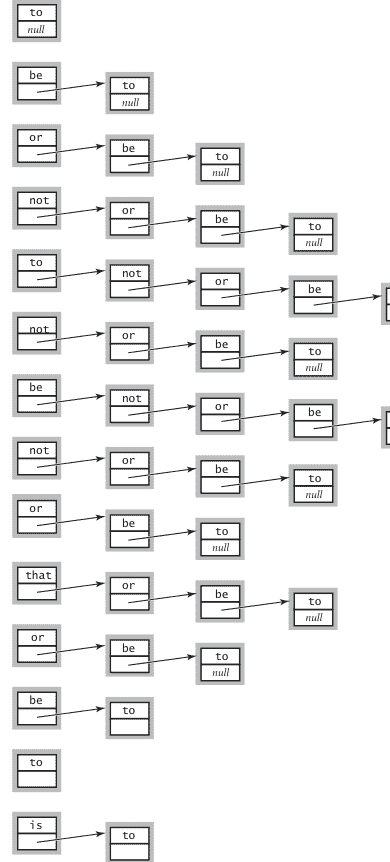 to
null
be to
null
or be to
null
not or be to
null
to not or be
not or be to
null
be not or be
not or be to
null
or be to
null
that or be to
null
or be to
null
be to
to
is to